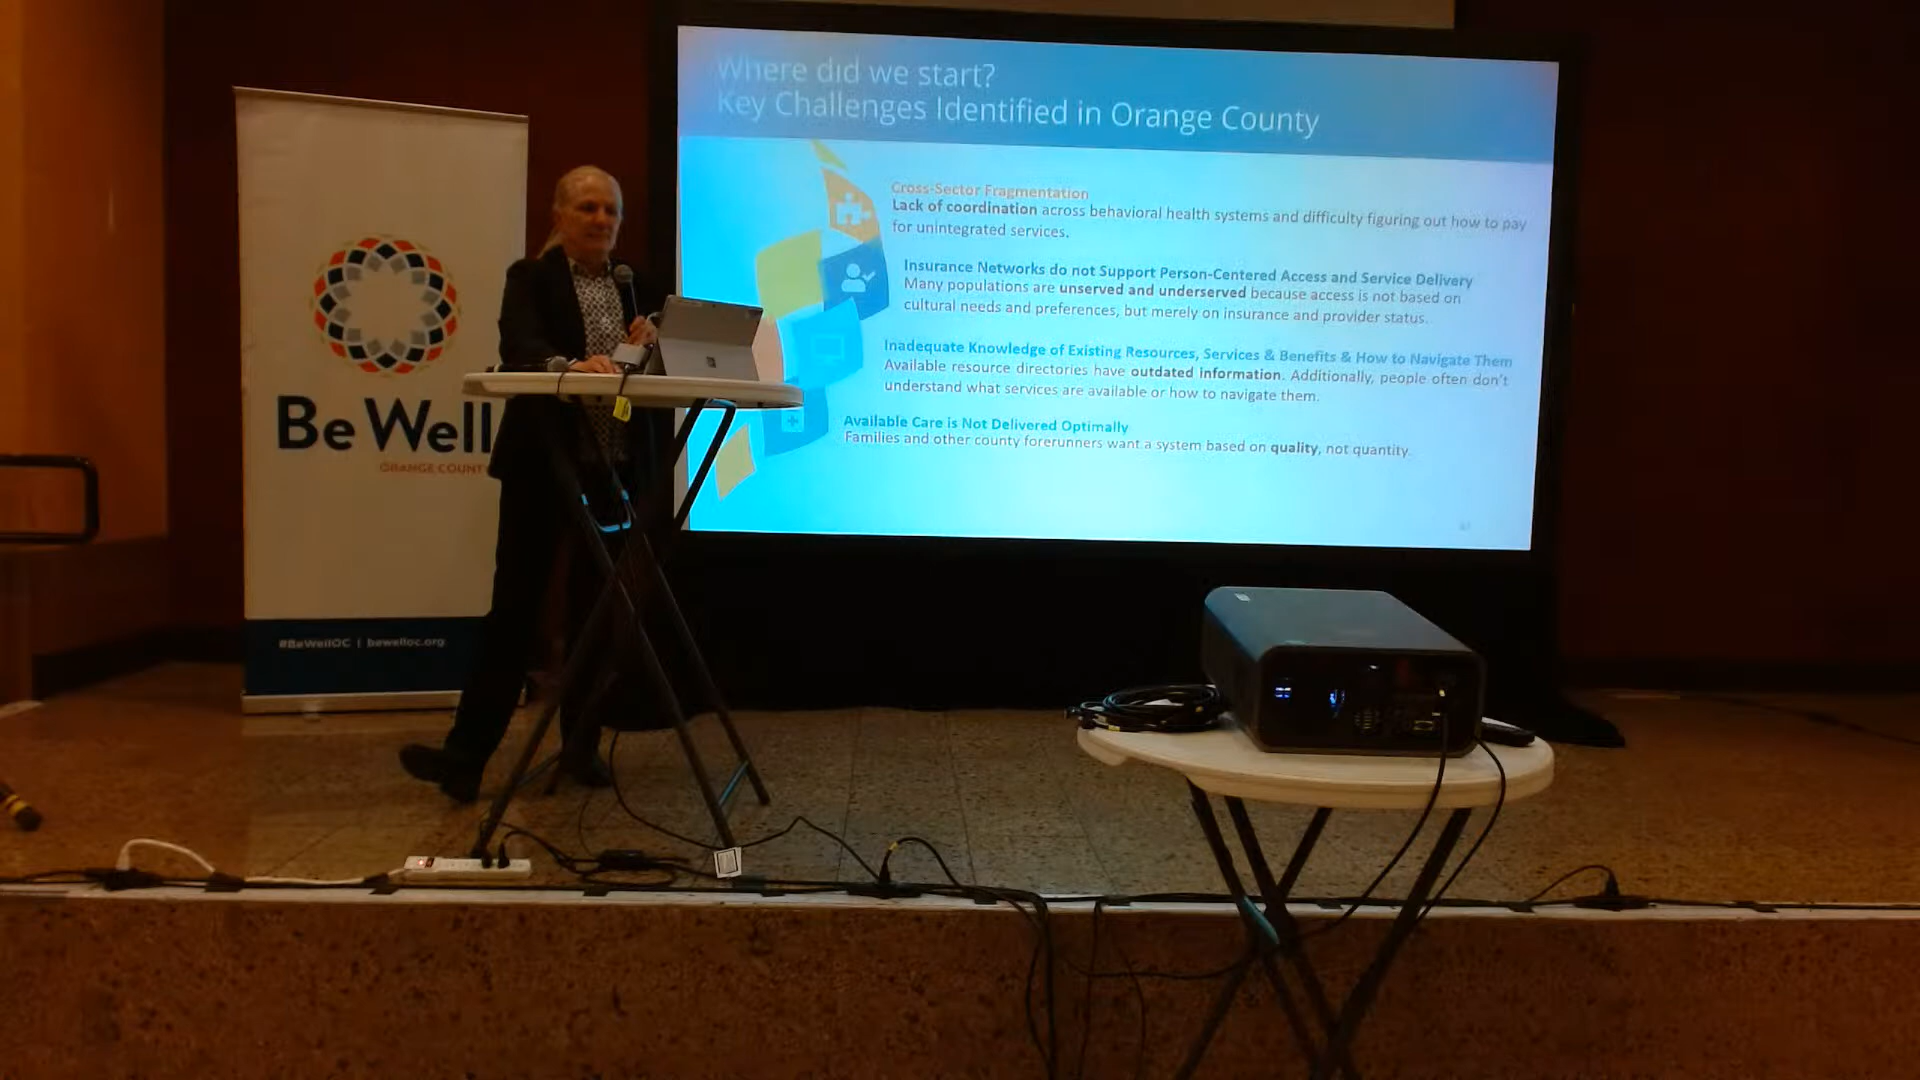 Where did we start?
Key Challenges Identified in Orange County
Cross-Sector Fragmentation
Lack of coordination across behavioral health systems and difficulty figuring out how to pay
for unintegrated services.
Insurance Networks do not Support Person-Centered Access and Service Delivery
Many populations are unserved and underserved because access is not based on
cultural needs and preferences, but merely on insurance and provider status.
Inadequate Knowledge of Existing Resources, Services & Benefits & How to Navigate Them
Available resource directories have outdated information. Additionally, people often don't
understand what services are available or how to navigate them.
Available Care is Not Delivered Optimally
Families and other county forerunners want a system based on quality, not quantity.
Be Well
ORANGE COUNTY
#BeWellOC | bewelloc.org